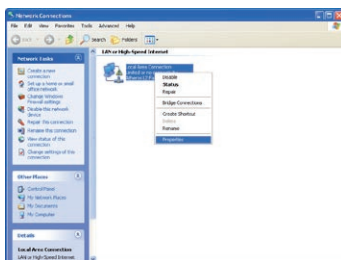 Network Connections
File Edit View Favorites Tools Advanced Help
Search Folders
Network Tasks
Create a new
connection
Set up a home or small
office network
Change Windows
Firewall settings
Disable this network
device
Repair this connection
Rename this connection
View status of this
connection
Change settings of this
connection
Other Places
Control Panel
My Network Places
My Documents
My Computer
Details
Local Area Connection
LAN or High-Speed Internet
LAN or High-Speed Internet
Local Area Connection
Disable
Status
Repair
Bridge Connections
Create Shortcut
Delete
Rename
Properties